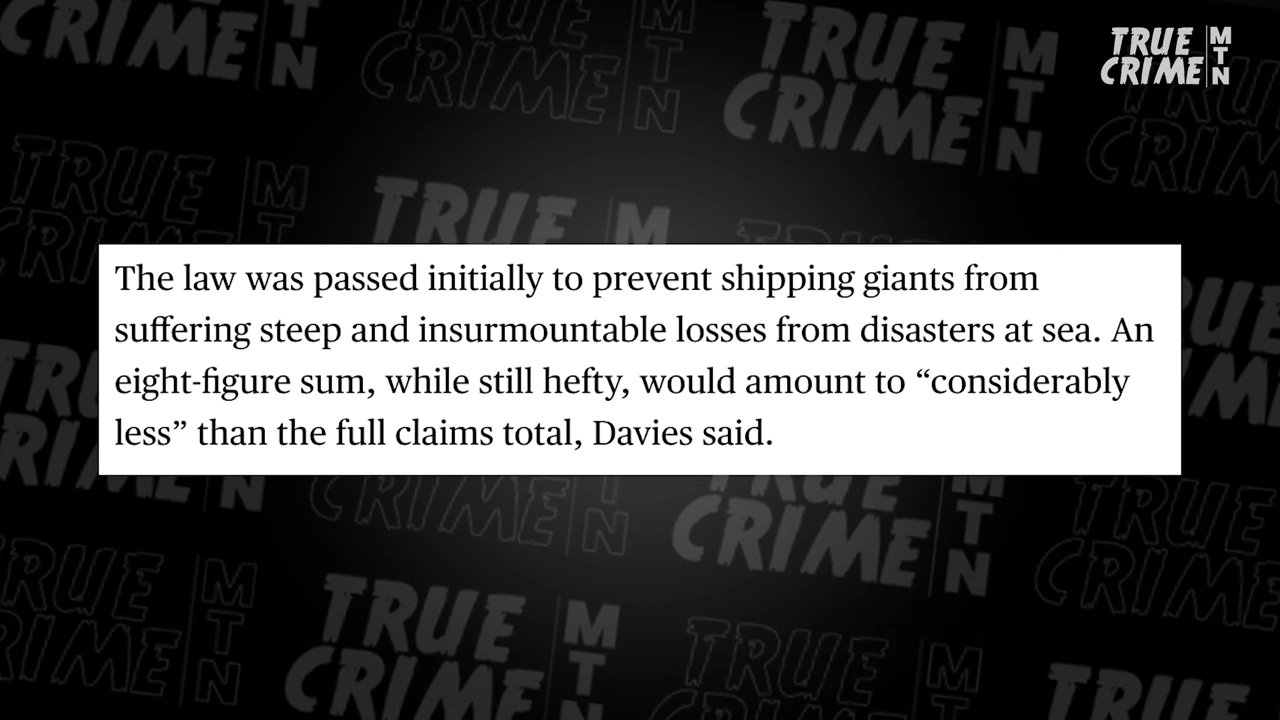 TRUE
CRIME
MTN
The law was passed initially to prevent shipping giants from
suffering steep and insurmountable losses from disasters at sea. An
eight-figure sum, while still hefty, would amount to “considerably
less” than the full claims total, Davies said.